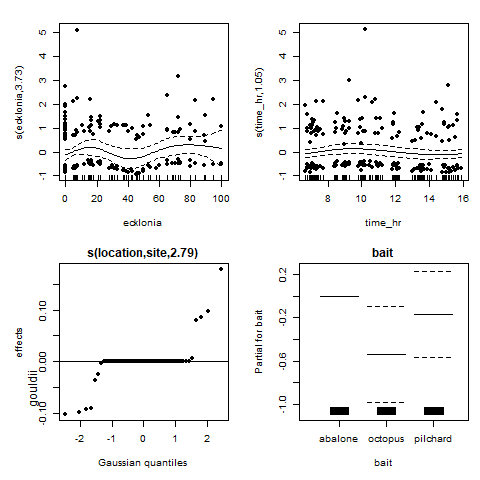 s(ecklonia,3.73)
5
4
3
2
1
0
-1
0 20 40 60 80 100
ecklonia
s(time_hr,1.05)
5
4
3
2
1
0
-1
8 10 12 14 16
time_hr
s(location,site,2.79)
effects
gouldii
0.10
0.00
-0.10
-2 -1 0 1 2
Gaussian quantiles
bait
Partial for bait
0.2
-0.2
-0.6
-1.0
abalone octopus pilchard
bait